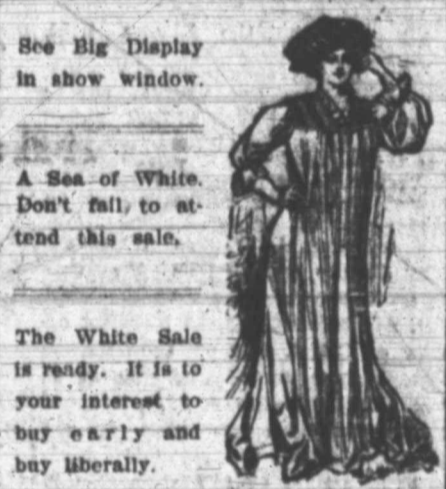 See Big Display
in show window.
A Sea of White.
Don't fail, to at-
tend this sale.
The White Sale
is ready. It is to
your interest to
buy early and
buy liberally.